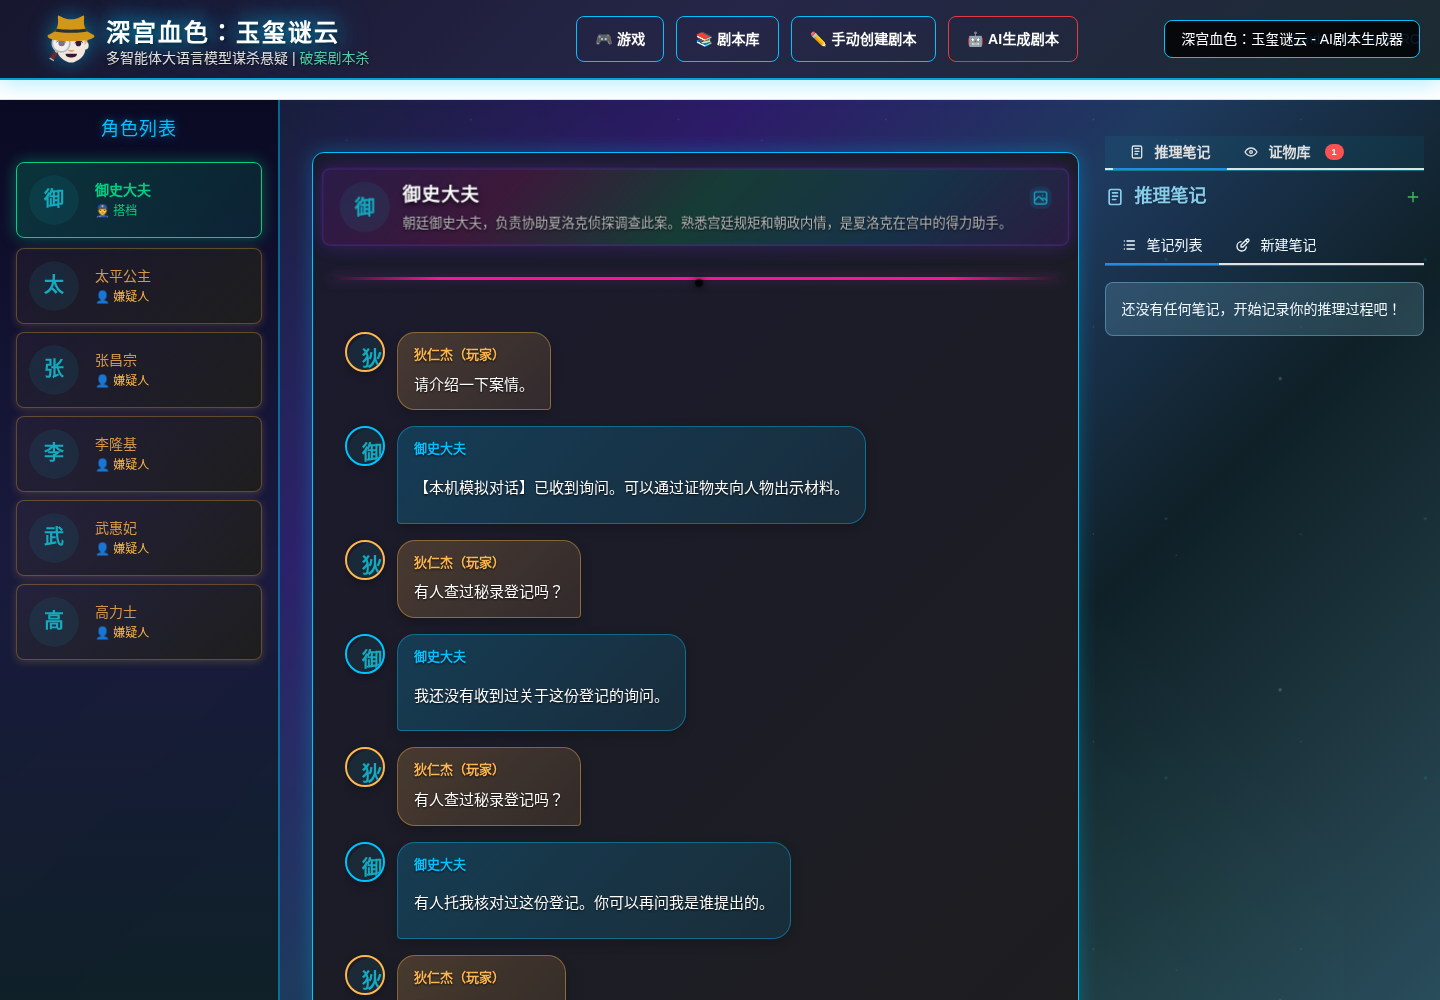 深宫血色：玉玺谜云
多智能体大语言模型谋杀悬疑 | 破案剧本杀
🎮 游戏
📚 剧本库
✏️ 手动创建剧本
🤖 AI生成剧本
深宫血色：玉玺谜云 - AI剧本生成器
角色列表
御
御史大夫
👮 搭档
太
太平公主
👤 嫌疑人
张
张昌宗
👤 嫌疑人
李
李隆基
👤 嫌疑人
武
武惠妃
👤 嫌疑人
高
高力士
👤 嫌疑人
御
御史大夫
朝廷御史大夫，负责协助夏洛克侦探调查此案。熟悉宫廷规矩和朝政内情，是夏洛克在宫中的得力助手。
狄
狄仁杰（玩家）
请介绍一下案情。
御
御史大夫
【本机模拟对话】已收到询问。可以通过证物夹向人物出示材料。
狄
狄仁杰（玩家）
有人查过秘录登记吗？
御
御史大夫
我还没有收到过关于这份登记的询问。
狄
狄仁杰（玩家）
有人查过秘录登记吗？
御
御史大夫
有人托我核对过这份登记。你可以再问我是谁提出的。
狄
狄仁杰（玩家）
推理笔记
证物库
1
推理笔记
+
笔记列表
新建笔记
还没有任何笔记，开始记录你的推理过程吧！